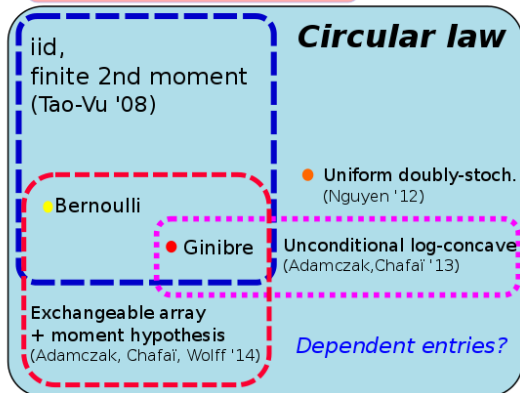 Circular law
iid,
finite 2nd moment
(Tao-Vu '08)
Uniform doubly-stoch.
(Nguyen '12)
Bernoulli
Ginibre
Unconditional log-concave
(Adamczak,Chafaï '13)
Exchangeable array
+ moment hypothesis
(Adamczak, Chafaï, Wolff '14)
Dependent entries?